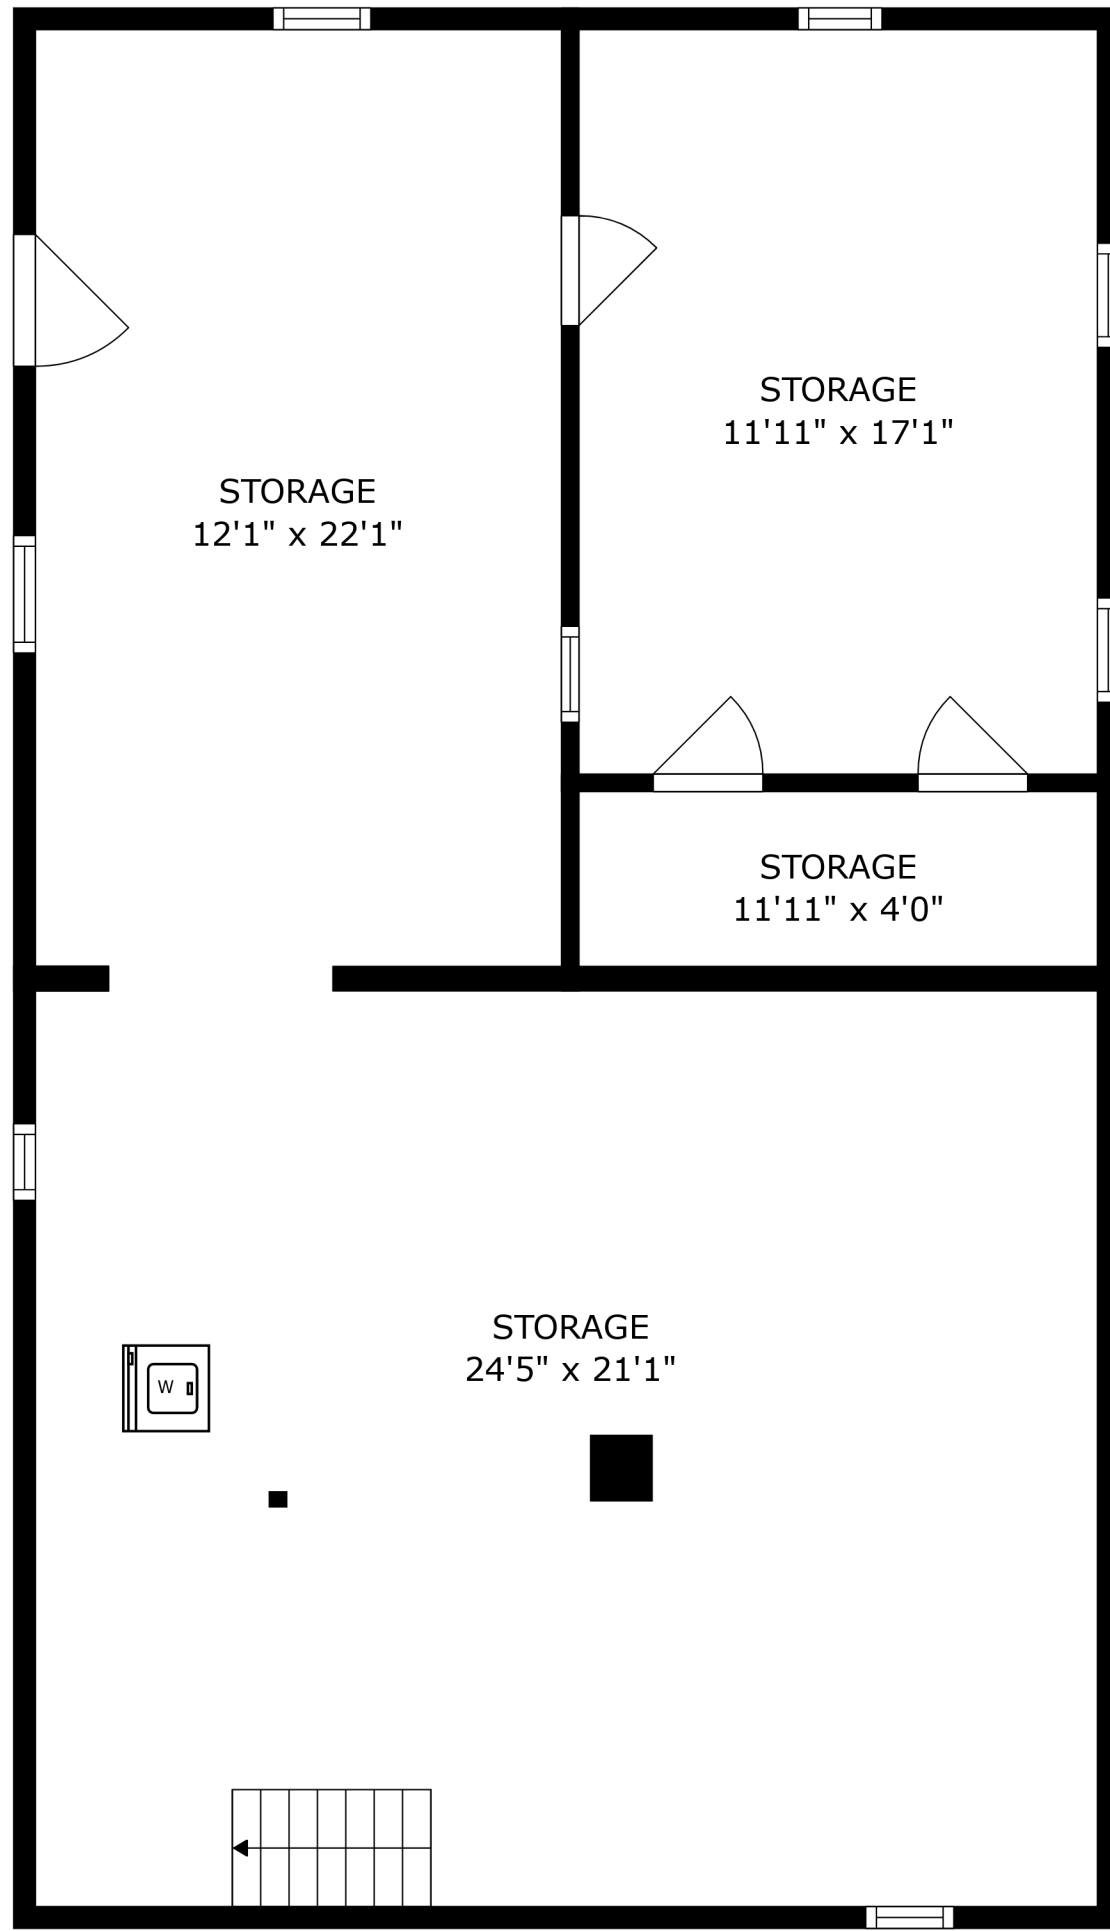 STORAGE
11'11" x 17'1"
STORAGE
12'1" x 22'1"
STORAGE
11'11" x 4'0"
STORAGE
24'5" x 21'1"
W